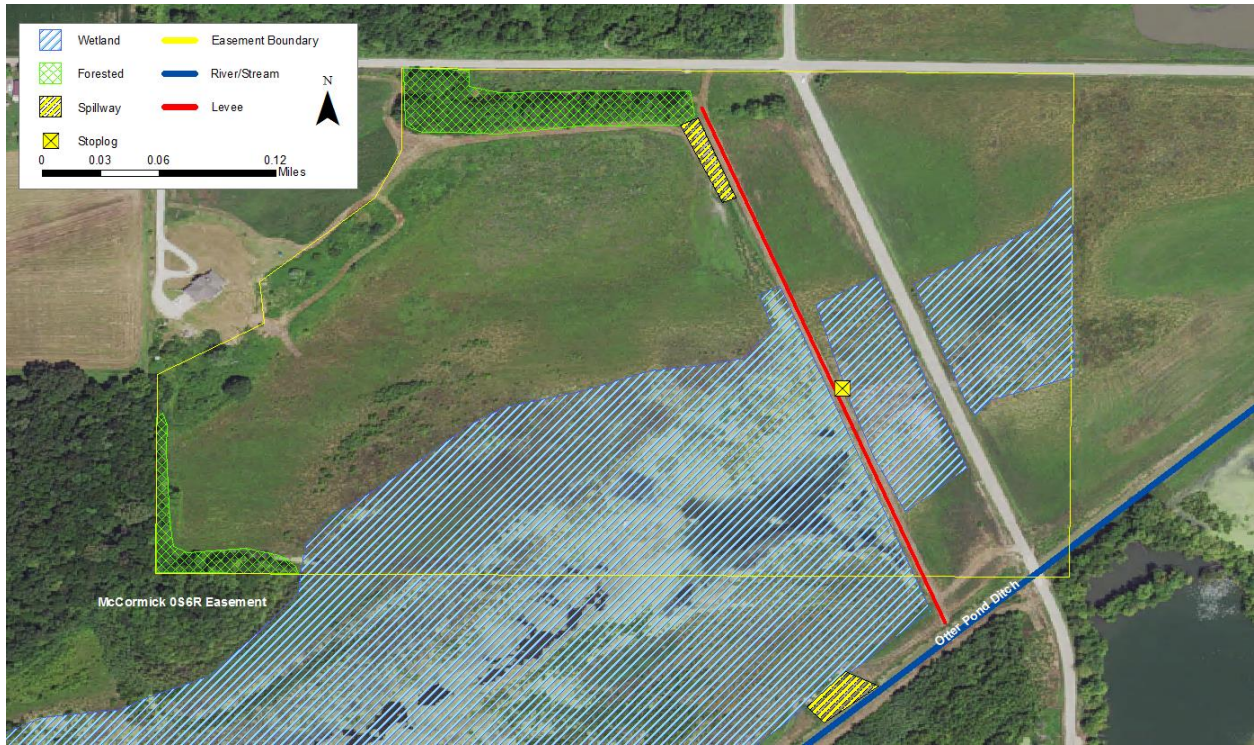 Wetland
Easement Boundary
Forested
River/Stream
N
Spillway
Levee
Stoplog
0 0.03 0.06 0.12
Miles
McCormick 0S6R Easement
Otter Pond Ditch